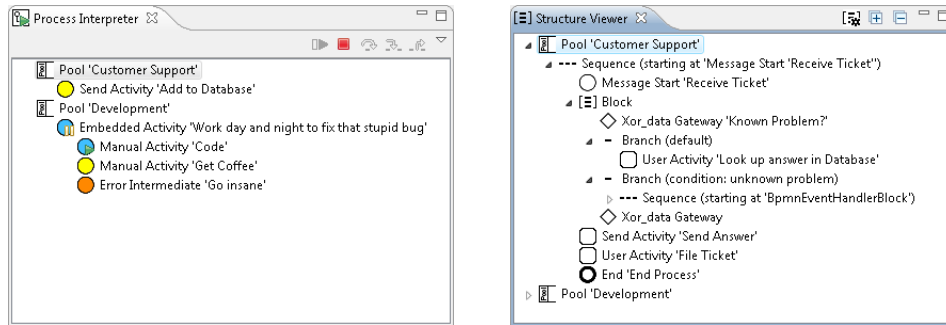 Process Interpreter
Pool 'Customer Support'
Send Activity 'Add to Database'
Pool 'Development'
Embedded Activity 'Work day and night to fix that stupid bug'
Manual Activity 'Code'
Manual Activity 'Get Coffee'
Error Intermediate 'Go insane'
Structure Viewer
Pool 'Customer Support'
Sequence (starting at 'Message Start 'Receive Ticket'')
Message Start 'Receive Ticket'
Block
Xor_data Gateway 'Known Problem?'
Branch (default)
User Activity 'Look up answer in Database'
Branch (condition: unknown problem)
Sequence (starting at 'BpmnEventHandlerBlock')
Xor_data Gateway
Send Activity 'Send Answer'
User Activity 'File Ticket'
End 'End Process'
Pool 'Development'